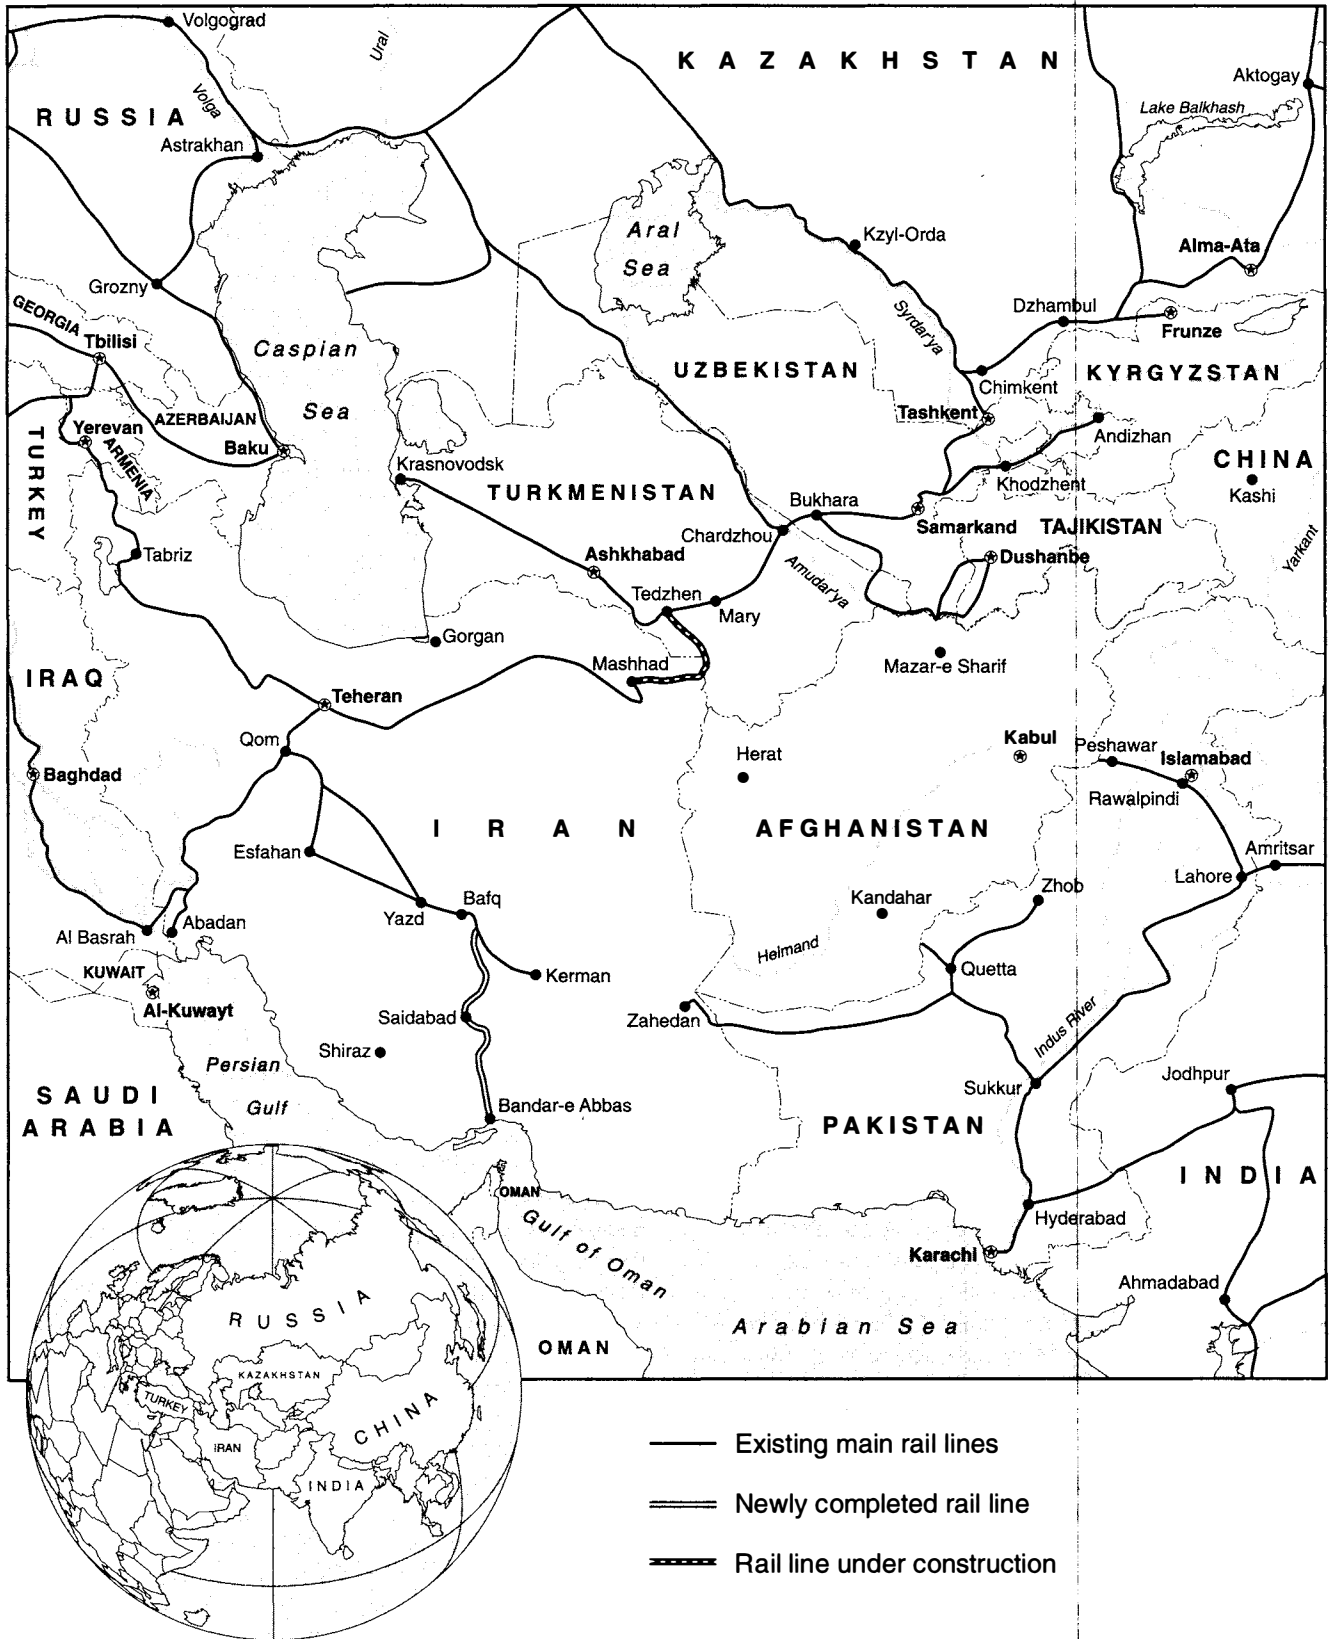 Volgograd
Ural
KAZAKHSTAN
Aktogay
Volga
Lake Balkhash
RUSSIA
Astrakhan
Aral
Sea
Kzyl-Orda
Alma-Ata
Grozny
GEORGIA
Tbilisi
Caspian
Sea
Syrdar'ya
Dzhambul
Frunze
UZBEKISTAN
Chimkent
KYRGYZSTAN
Tashkent
Andizhan
TURKEY
Yerevan
ARMENIA
AZERBAIJAN
Baku
Krasnovodsk
TURKMENISTAN
Khodzhent
CHINA
Kashi
Bukhara
Samarkand
TAJIKISTAN
Chardzhou
Yarkant
Tabriz
Ashkhabad
Amudar'ya
Dushanbe
Tedzhen
Mary
Gorgan
Mashhad
Mazar-e Sharif
IRAQ
Teheran
Qom
Herat
Kabul
Peshawar
Islamabad
Rawalpindi
Baghdad
IRAN
AFGHANISTAN
Esfahan
Amritsar
Lahore
Kandahar
Zhob
Yazd
Bafq
Al Basrah
Abadan
Helmand
Quetta
KUWAIT
Al-Kuwayt
Kerman
Saidabad
Zahedan
Indus River
Shiraz
Persian
Gulf
Sukkur
Jodhpur
SAUDI
ARABIA
Bandar-e Abbas
PAKISTAN
INDIA
OMAN
Gulf of Oman
Hyderabad
Karachi
Ahmadabad
Arabian Sea
OMAN
RUSSIA
KAZAKHSTAN
TURKEY
CHINA
IRAN
INDIA
Existing main rail lines
Newly completed rail line
Rail line under construction